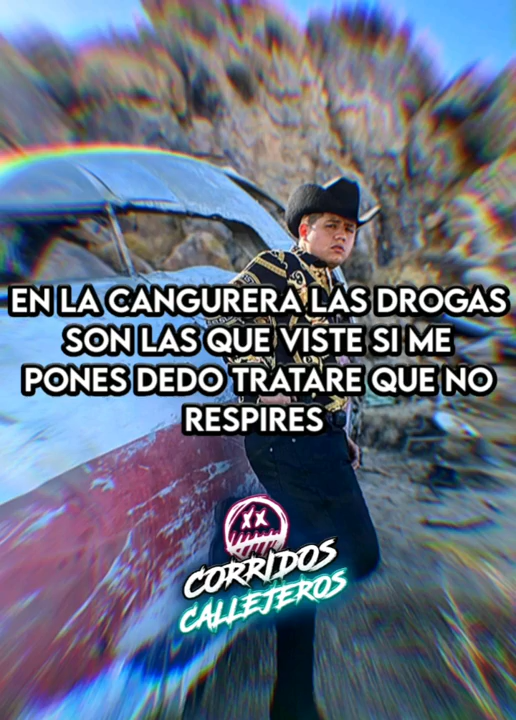 EN LA CANGURERA LAS DROGAS
SON LAS QUE VISTE SI ME
PONES DEDO TRATARE QUE NO
RESPIRES
XX
CORRIDOS
CALLEJEROS